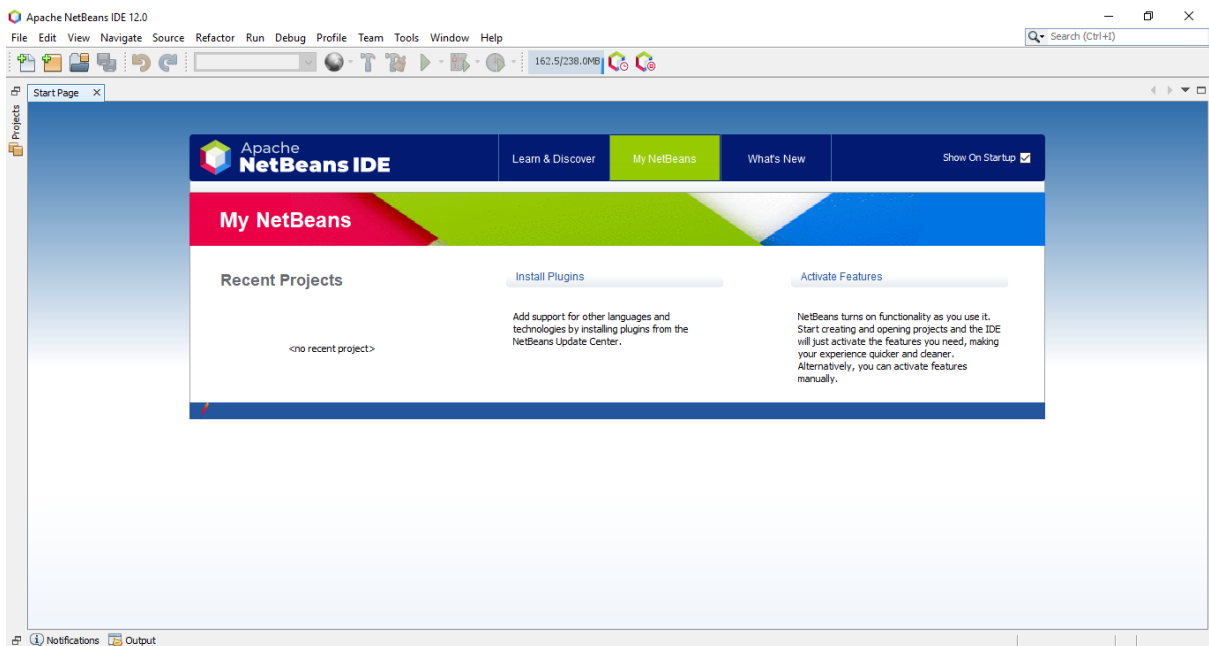 Apache NetBeans IDE 12.0
File Edit View Navigate Source Refactor Run Debug Profile Team Tools Window Help
Search (Ctrl+I)
162.5/238.0MB
Start Page
Projects
Apache
NetBeans IDE
Learn & Discover
My NetBeans
What's New
Show On Startup
My NetBeans
Recent Projects
<no recent project>
Install Plugins
Add support for other languages and
technologies by installing plugins from the
NetBeans Update Center.
Activate Features
NetBeans turns on functionality as you use it.
Start creating and opening projects and the IDE
will just activate the features you need, making
your experience quicker and cleaner.
Alternatively, you can activate features
manually.
Notifications
Output